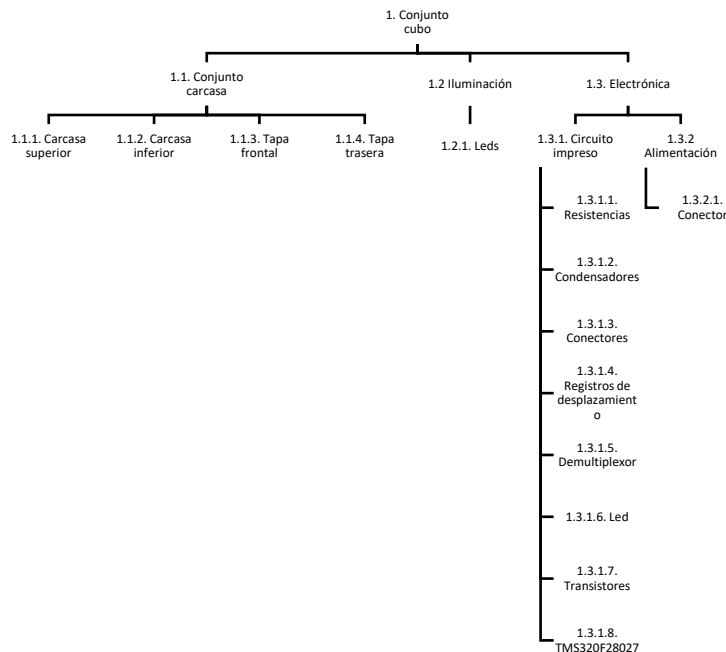 1. Conjunto
cubo
1.1. Conjunto
carcasa
1.2 Iluminación
1.3. Electrónica
1.1.1. Carcasa
superior
1.1.2. Carcasa
inferior
1.1.3. Tapa
frontal
1.1.4. Tapa
trasera
1.2.1. Leds
1.3.1. Circuito
impreso
1.3.2
Alimentación
1.3.1.1.
Resistencias
1.3.2.1.
Conector
1.3.1.2.
Condensadores
1.3.1.3.
Conectores
1.3.1.4.
Registros de
desplazamient
o
1.3.1.5.
Demultiplexor
1.3.1.6. Led
1.3.1.7.
Transistores
1.3.1.8.
TMS320F28027